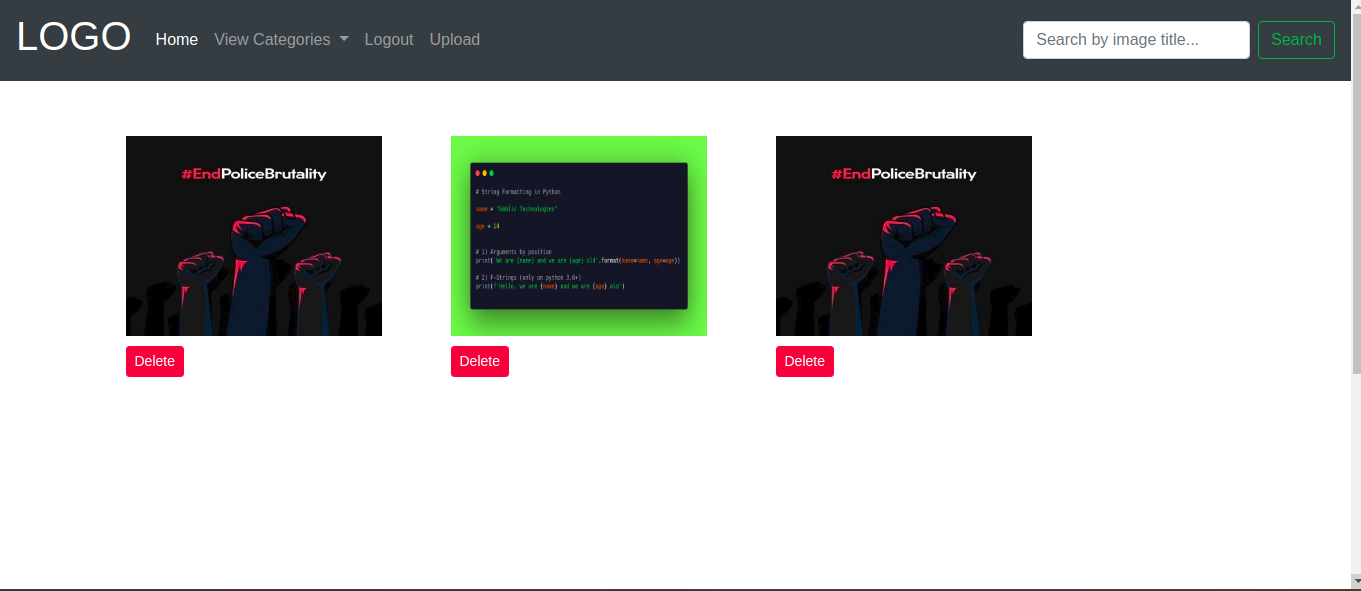 LOGO Home View Categories Logout Upload Search by image title... Search
#EndPoliceBrutality
# String Formatting in Python
name = "Emblic Technologies"
age = 14
# 1) Arguments by position
print('We are {name} and we are {age} old'.format(name=name, age=age))
# 2) F-Strings (only on python 3.6+)
print(f'Hello, we are {name} and we are {age} old')
#EndPoliceBrutality
Delete Delete Delete